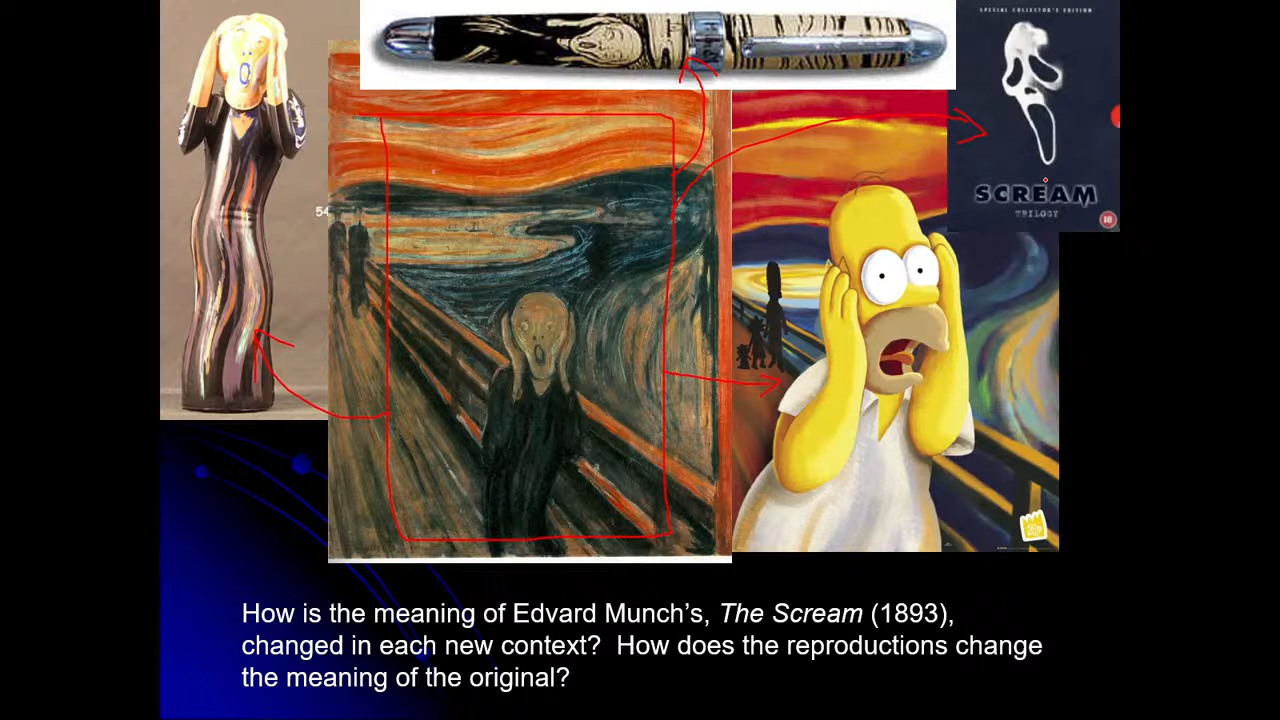 SPECIAL COLLECTOR'S EDITION
54
SCREAM
TRILOGY
18
How is the meaning of Edvard Munch’s, The Scream (1893),
changed in each new context?  How does the reproductions change
the meaning of the original?